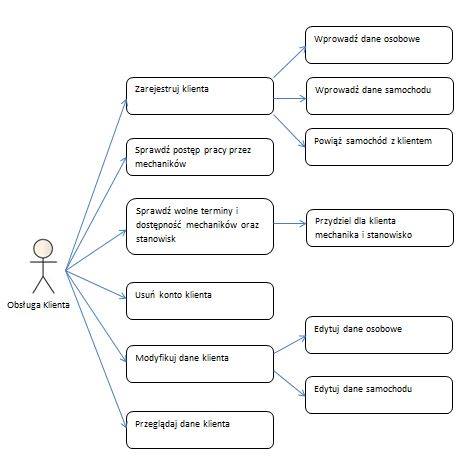 Wprowadź dane osobowe
Zarejestruj klienta
Wprowadź dane samochodu
Powiąż samochód z klientem
Sprawdź postęp pracy przez
mechaników
Sprawdź wolne terminy i
dostępność mechaników oraz
stanowisk
Przydziel dla klienta
mechanika i stanowisko
Obsługa Klienta
Usuń konto klienta
Edytuj dane osobowe
Modyfikuj dane klienta
Edytuj dane samochodu
Przeglądaj dane klienta